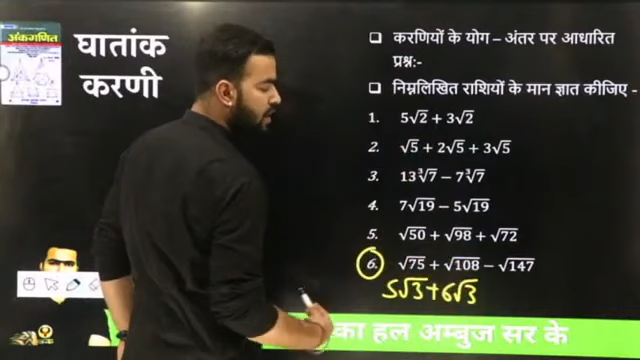 अंकगणित
घातांक
करणी
❑ करणियों के योग – अंतर पर आधारित
प्रश्न:-
❑ निम्नलिखित राशियों के मान ज्ञात कीजिए -
1. 5√2 + 3√2
2. √5 + 2√5 + 3√5
3. 13∛7 − 7∛7
4. 7√19 − 5√19
5. √50 + √98 + √72
6. √75 + √108 − √147
5√3+6√3
का हल अम्बुज सर के